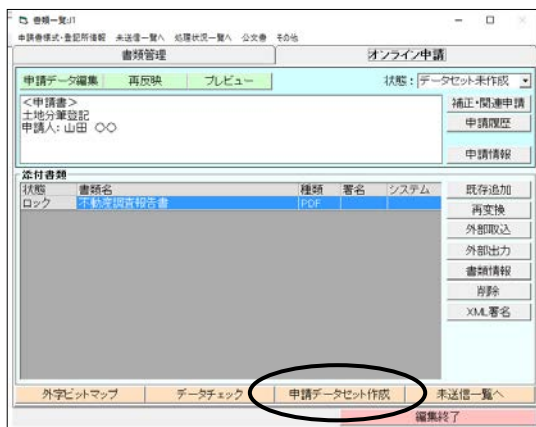 書類一覧:J1
申請書様式・登記所情報 未送信一覧へ 処理状況一覧へ 公文書 その他
書類管理 オンライン申請
申請データ編集 再反映 プレビュー 状態： データセット未作成
<申請書>
土地分筆登記
申請人：山田 〇〇
補正・関連申請
申請履歴
申請情報
添付書類
状態 書類名 種類 署名 システム
ロック 不動産調査報告書 PDF
既存追加
再変換
外部取込
外部出力
書類情報
削除
XML署名
外字ビットマップ データチェック 申請データセット作成 未送信一覧へ
編集終了